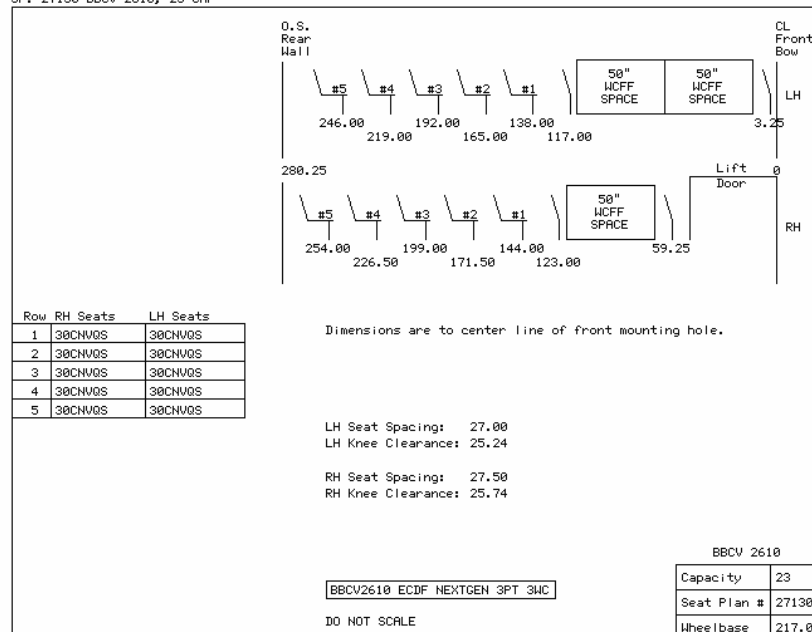 O.S.
Rear
Wall
CL
Front
Bow
#5 #4 #3 #2 #1
50"
WCFF
SPACE
50"
WCFF
SPACE
LH
246.00 192.00 138.00 3.25
219.00 165.00 117.00
280.25
Lift 0
Door
#5 #4 #3 #2 #1
50"
WCFF
SPACE
RH
254.00 199.00 144.00 59.25
226.50 171.50 123.00
Row RH Seats LH Seats
1 30CNVQS 30CNVQS
2 30CNVQS 30CNVQS
3 30CNVQS 30CNVQS
4 30CNVQS 30CNVQS
5 30CNVQS 30CNVQS
Dimensions are to center line of front mounting hole.
LH Seat Spacing: 27.00
LH Knee Clearance: 25.24
RH Seat Spacing: 27.50
RH Knee Clearance: 25.74
BBCV2610 ECDF NEXTGEN 3PT 3WC
DO NOT SCALE
BBCV 2610
Capacity 23
Seat Plan # 27130
Wheelbase 217.0